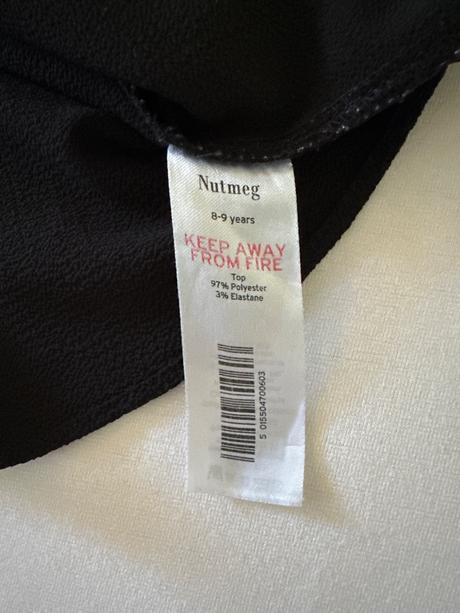 Nutmeg
8-9 years
KEEP AWAY
FROM FIRE
Top
97% Polyester
3% Elastane
5 015504700603